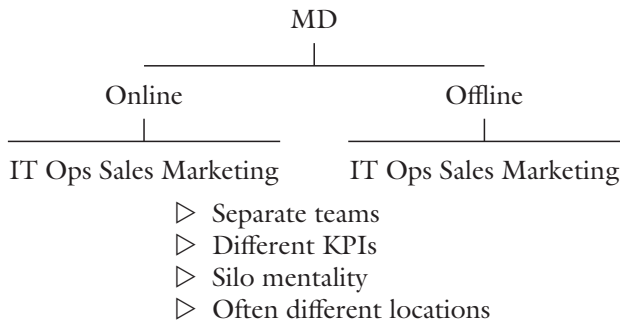 MD
Online Offline
IT Ops Sales Marketing IT Ops Sales Marketing
▷ Separate teams
▷ Different KPIs
▷ Silo mentality
▷ Often different locations